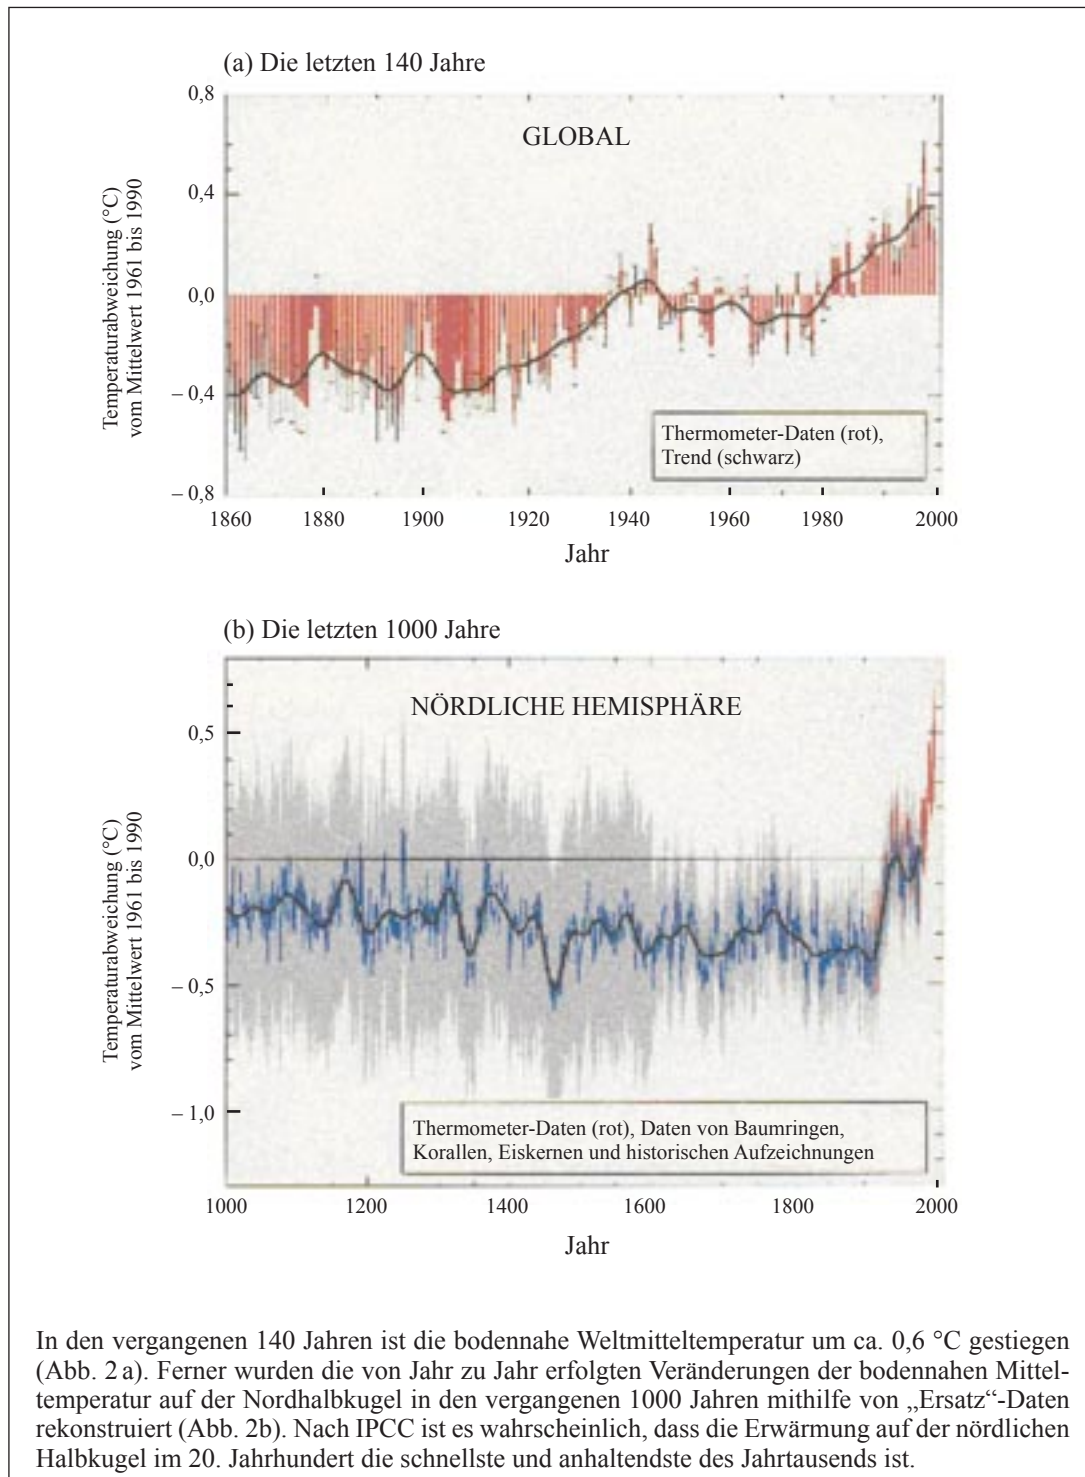 (a) Die letzten 140 Jahre
GLOBAL
Temperaturabweichung (°C)
vom Mittelwert 1961 bis 1990
0,8
0,4
0,0
– 0,4
– 0,8
Thermometer-Daten (rot),
Trend (schwarz)
1860 1880 1900 1920 1940 1960 1980 2000
Jahr
(b) Die letzten 1000 Jahre
NÖRDLICHE HEMISPHÄRE
Temperaturabweichung (°C)
vom Mittelwert 1961 bis 1990
0,5
0,0
– 0,5
– 1,0
Thermometer-Daten (rot), Daten von Baumringen,
Korallen, Eiskernen und historischen Aufzeichnungen
1000 1200 1400 1600 1800 2000
Jahr
In den vergangenen 140 Jahren ist die bodennahe Weltmitteltemperatur um ca. 0,6 °C gestiegen
(Abb. 2 a). Ferner wurden die von Jahr zu Jahr erfolgten Veränderungen der bodennahen Mittel-
temperatur auf der Nordhalbkugel in den vergangenen 1000 Jahren mithilfe von „Ersatz“-Daten
rekonstruiert (Abb. 2b). Nach IPCC ist es wahrscheinlich, dass die Erwärmung auf der nördlichen
Halbkugel im 20. Jahrhundert die schnellste und anhaltendste des Jahrtausends ist.